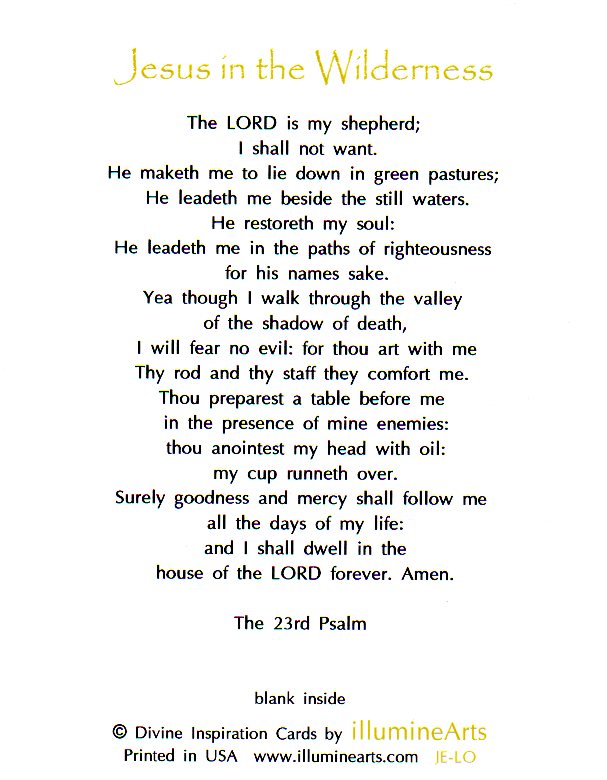 Jesus in the Wilderness
The LORD is my shepherd;
I shall not want.
He maketh me to lie down in green pastures;
He leadeth me beside the still waters.
He restoreth my soul:
He leadeth me in the paths of righteousness
for his names sake.
Yea though I walk through the valley
of the shadow of death,
I will fear no evil: for thou art with me
Thy rod and thy staff they comfort me.
Thou preparest a table before me
in the presence of mine enemies:
thou anointest my head with oil:
my cup runneth over.
Surely goodness and mercy shall follow me
all the days of my life:
and I shall dwell in the
house of the LORD forever. Amen.
The 23rd Psalm
blank inside
© Divine Inspiration Cards by illumineArts
Printed in USA www.illuminearts.com JE-LO